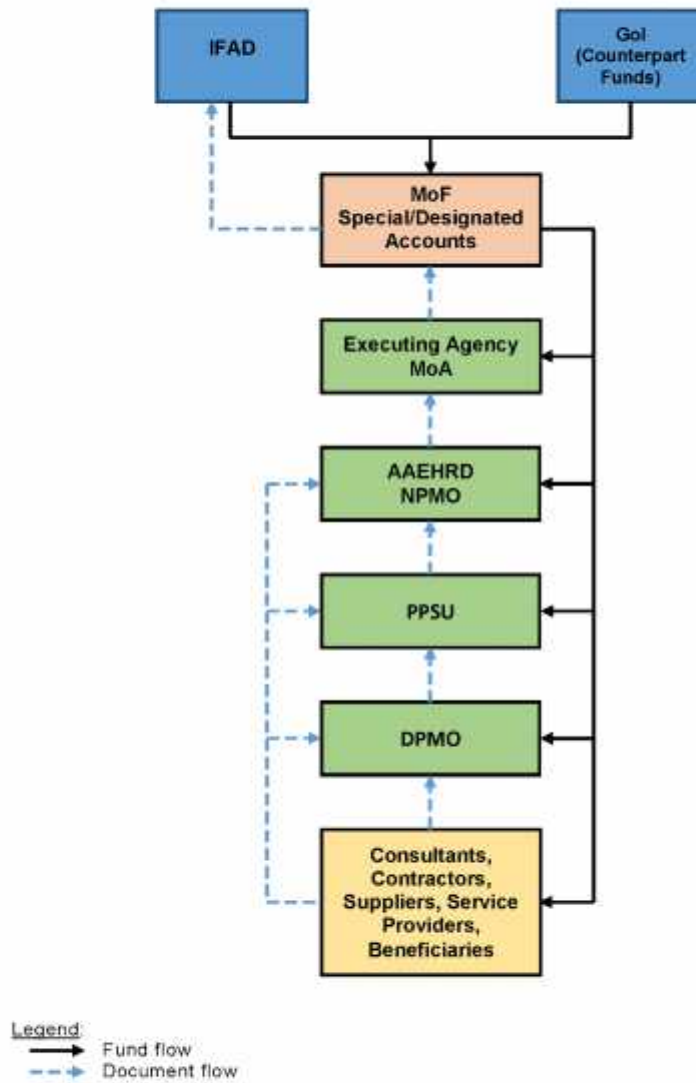 IFAD
GoI
(Counterpart
Funds)
MoF
Special/Designated
Accounts
Executing Agency
MoA
AAEHRD
NPMO
PPSU
DPMO
Consultants,
Contractors,
Suppliers, Service
Providers,
Beneficiaries
Legend:
Fund flow
Document flow